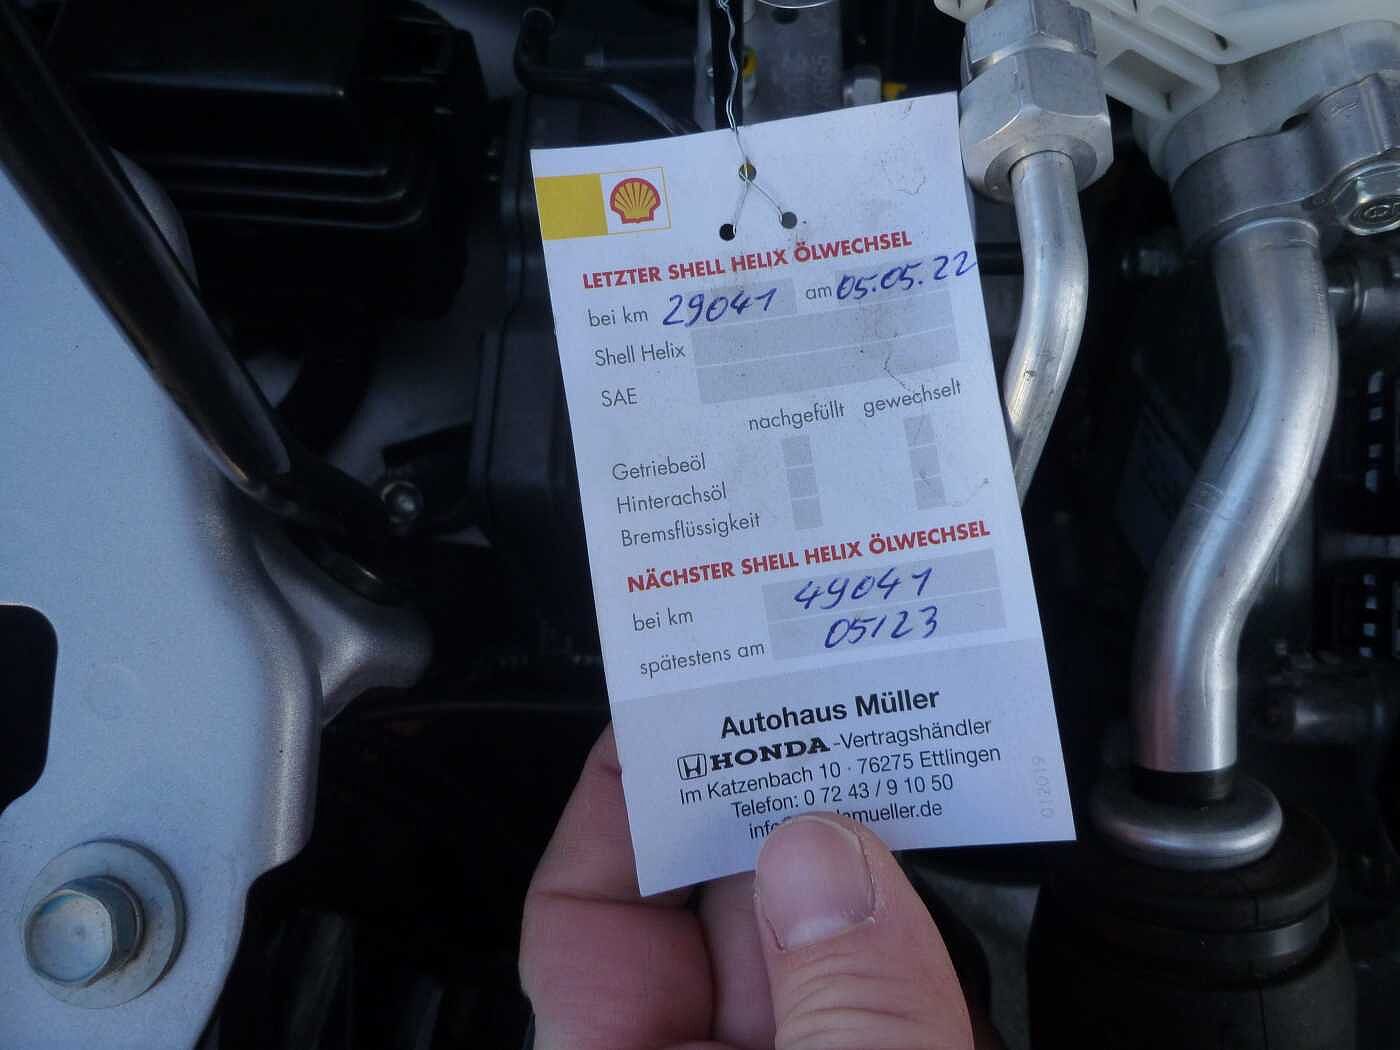 LETZTER SHELL HELIX ÖLWECHSEL
bei km 29041 am 05.05.22
Shell Helix
SAE
nachgefüllt gewechselt
Getriebeöl
Hinterachsöl
Bremsflüssigkeit
NÄCHSTER SHELL HELIX ÖLWECHSEL
bei km 49041
spätestens am 05/23
Autohaus Müller
HONDA-Vertragshändler
Im Katzenbach 10 · 76275 Ettlingen
Telefon: 0 72 43 / 9 10 50
012019